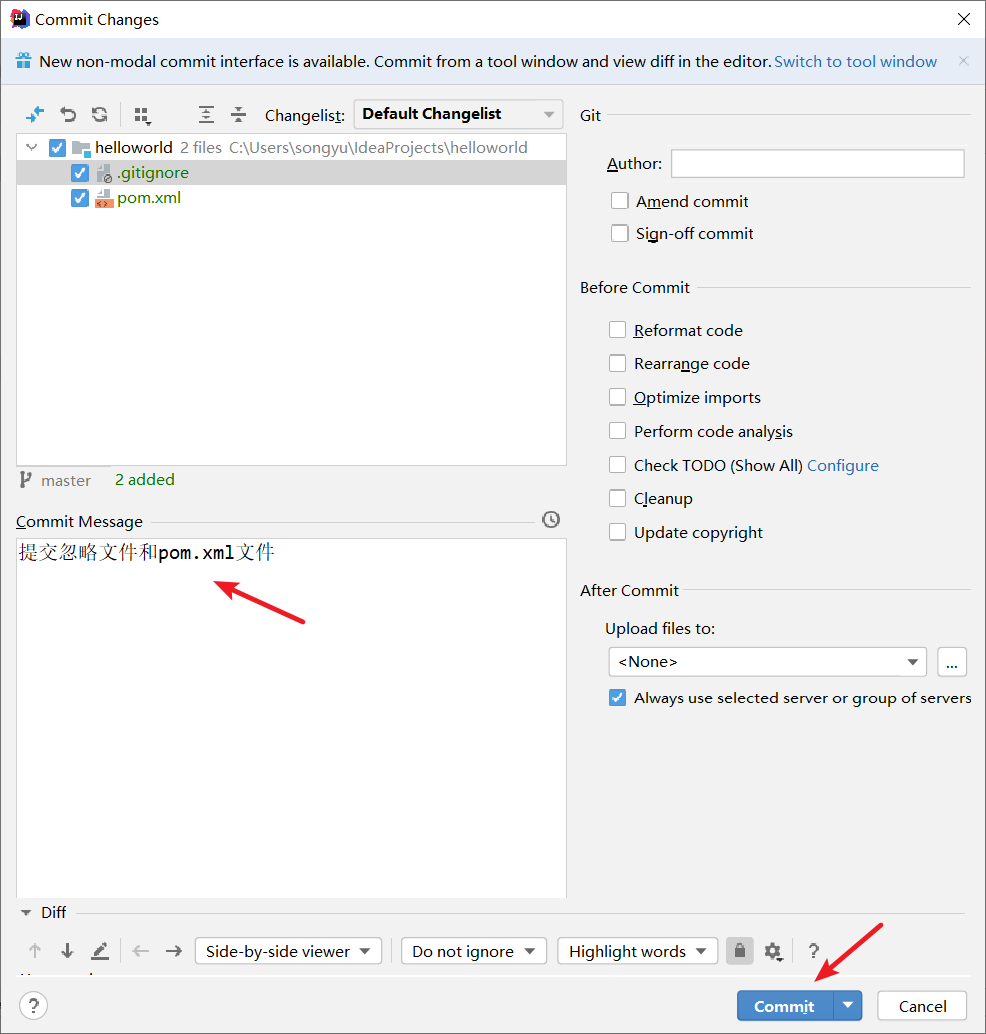 Commit Changes
New non-modal commit interface is available. Commit from a tool window and view diff in the editor. Switch to tool window
Changelist: Default Changelist
helloworld 2 files C:\Users\songyu\IdeaProjects\helloworld
.gitignore
pom.xml
master 2 added
Commit Message
提交忽略文件和pom.xml文件
Git
Author:
Amend commit
Sign-off commit
Before Commit
Reformat code
Rearrange code
Optimize imports
Perform code analysis
Check TODO (Show All) Configure
Cleanup
Update copyright
After Commit
Upload files to:
<None> ...
Always use selected server or group of servers
Diff
Side-by-side viewer Do not ignore Highlight words ?
? Commit Cancel